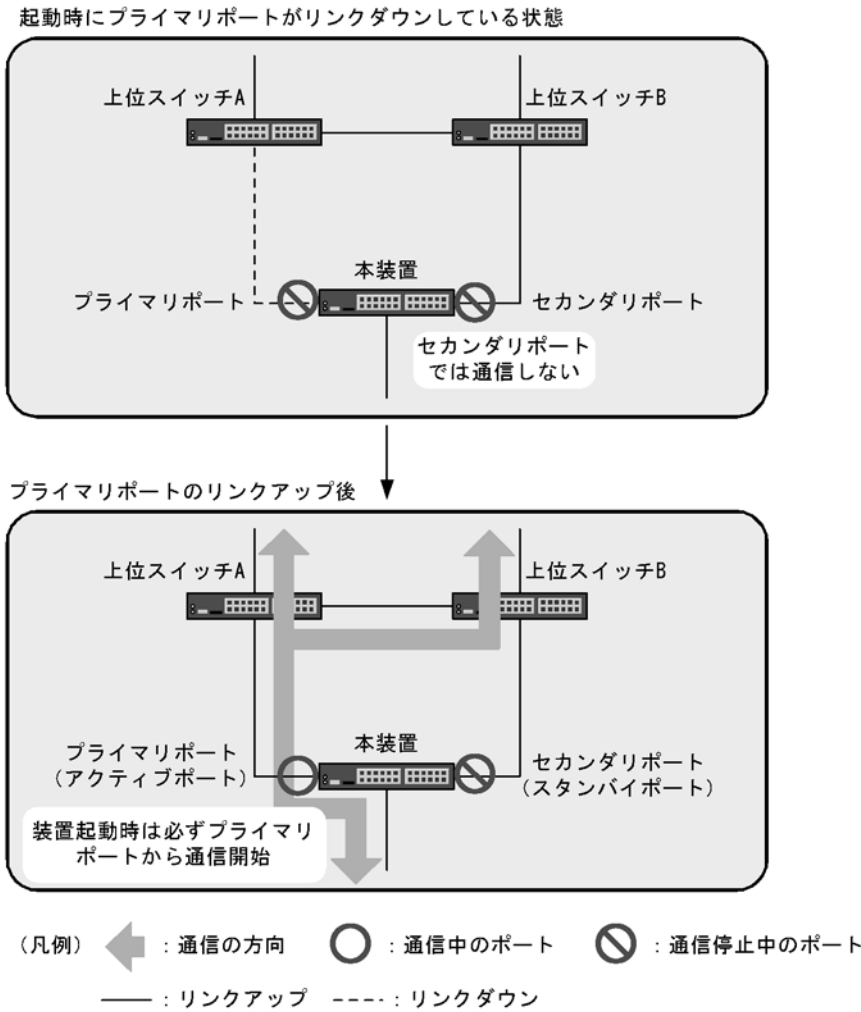 起動時にプライマリポートがリンクダウンしている状態
上位スイッチA
上位スイッチB
本装置
プライマリポート
セカンダリポート
セカンダリポート
では通信しない
プライマリポートのリンクアップ後
上位スイッチA
上位スイッチB
プライマリポート
(アクティブポート)
本装置
セカンダリポート
(スタンバイポート)
装置起動時は必ずプライマリ
ポートから通信開始
(凡例) :通信の方向 :通信中のポート :通信停止中のポート
:リンクアップ :リンクダウン